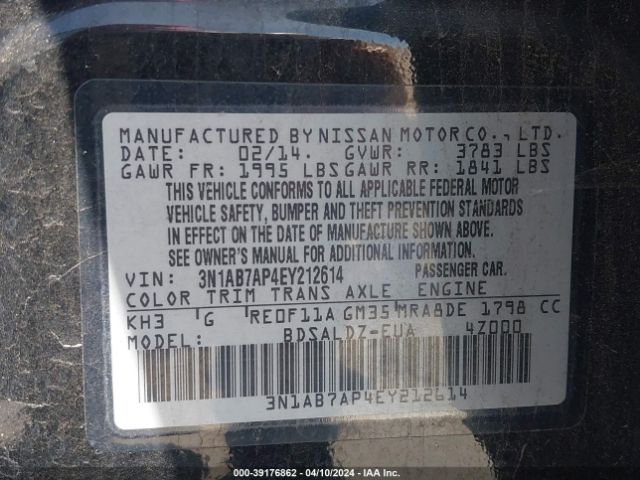 MANUFACTURED BY NISSAN MOTOR CO., LTD.
DATE: 02/14. GVWR: 3783 LBS
GAWR FR: 1995 LBS GAWR RR: 1841 LBS
THIS VEHICLE CONFORMS TO ALL APPLICABLE FEDERAL MOTOR
VEHICLE SAFETY, BUMPER AND THEFT PREVENTION STANDARDS
IN EFFECT ON THE DATE OF MANUFACTURE SHOWN ABOVE.
SEE OWNER'S MANUAL FOR ADDITIONAL INFORMATION.
VIN: 3N1AB7AP4EY212614 PASSENGER CAR.
COLOR TRIM TRANS AXLE ENGINE
KH3 G RE0F11A GM35 MRA8DE 1798 CC
MODEL: BDSALDZ-EUA 4Z000
3N1AB7AP4EY212614
000-39176862 - 04/10/2024 - IAA Inc.